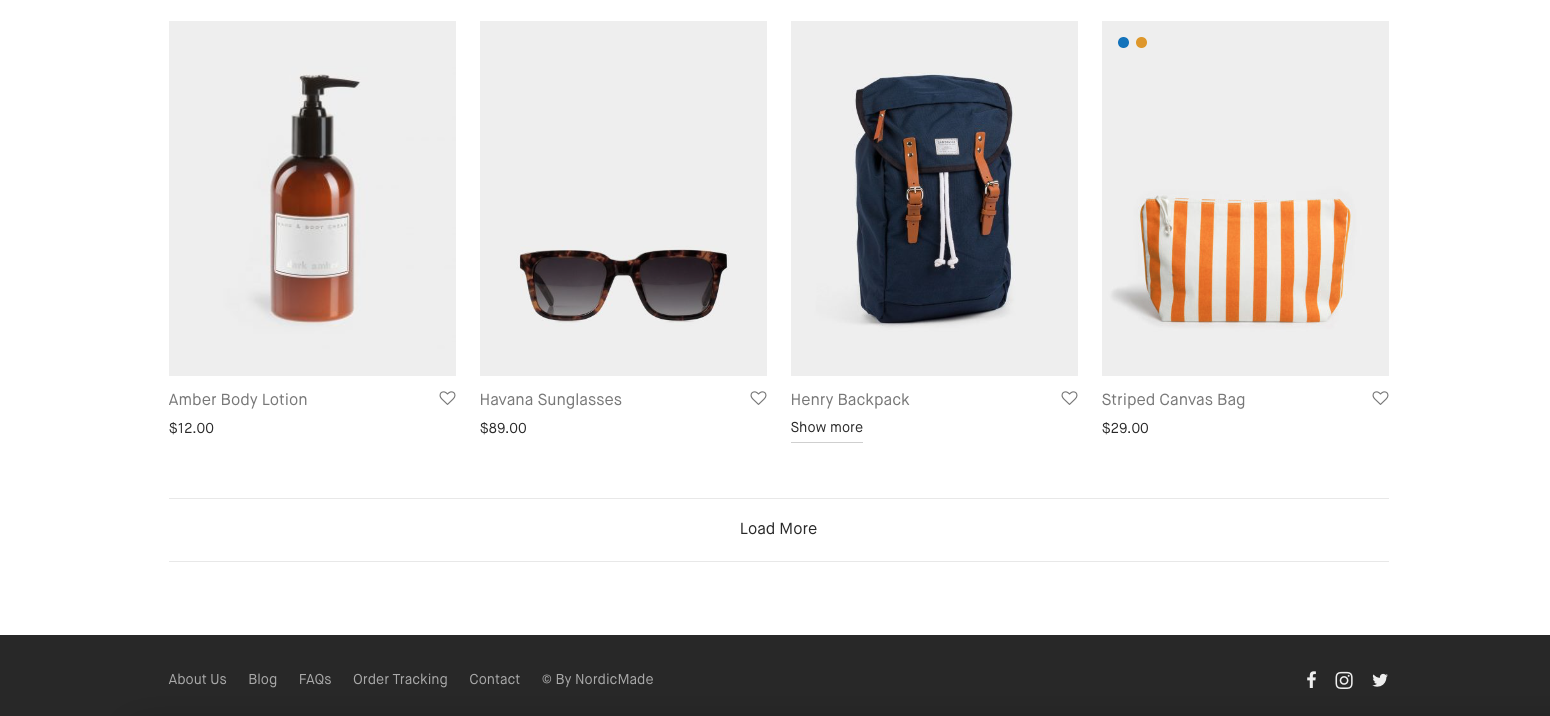 HAND & BODY CREAM
Amber Body Lotion
$12.00
Havana Sunglasses
$89.00
Henry Backpack
Show more
Striped Canvas Bag
$29.00
Load More
About Us Blog FAQs Order Tracking Contact © By NordicMade